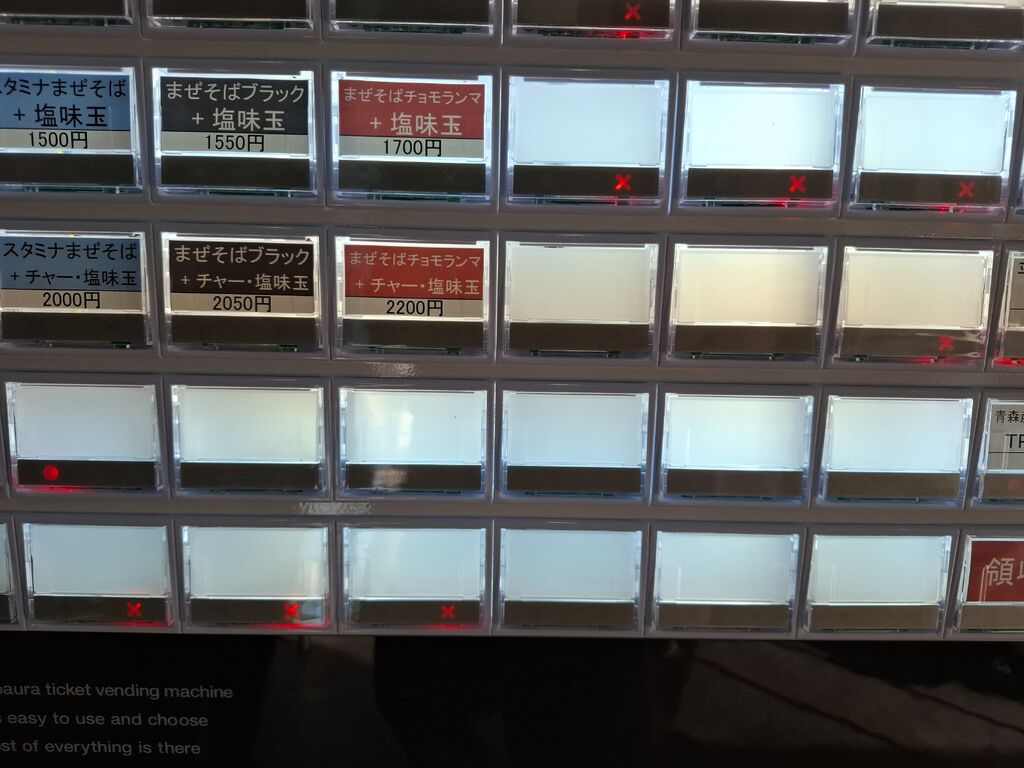 スタミナまぜそば
+ 塩味玉
1500円
まぜそばブラック
+ 塩味玉
1550円
まぜそばチョモランマ
+ 塩味玉
1700円
スタミナまぜそば
+ チャー・塩味玉
2000円
まぜそばブラック
+ チャー・塩味玉
2050円
まぜそばチョモランマ
+ チャー・塩味玉
2200円
青森
領収
ticket vending machine
easy to use and choose
of everything is there